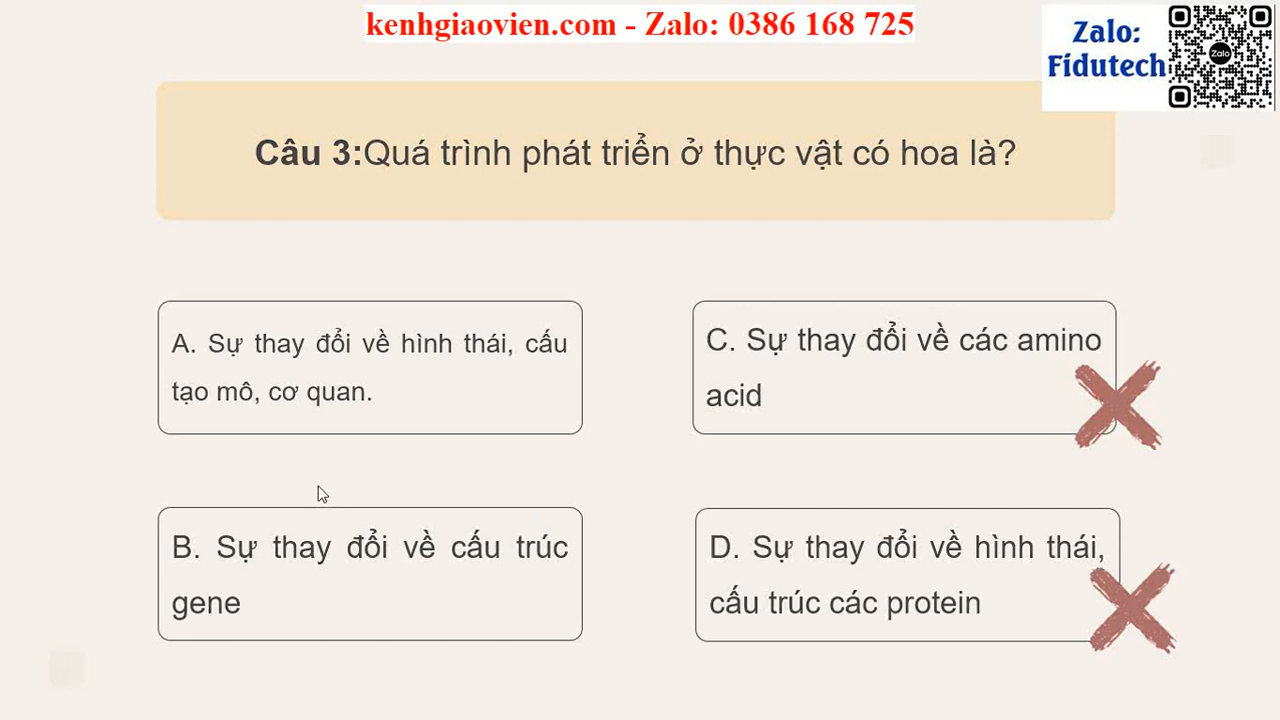 kenhgiaovien.com - Zalo: 0386 168 725
Zalo:
Fidutech
Zalo
Câu 3:Quá trình phát triển ở thực vật có hoa là?
A. Sự thay đổi về hình thái, cấu
tạo mô, cơ quan.
C. Sự thay đổi về các amino
acid
B. Sự thay đổi về cấu trúc
gene
D. Sự thay đổi về hình thái,
cấu trúc các protein